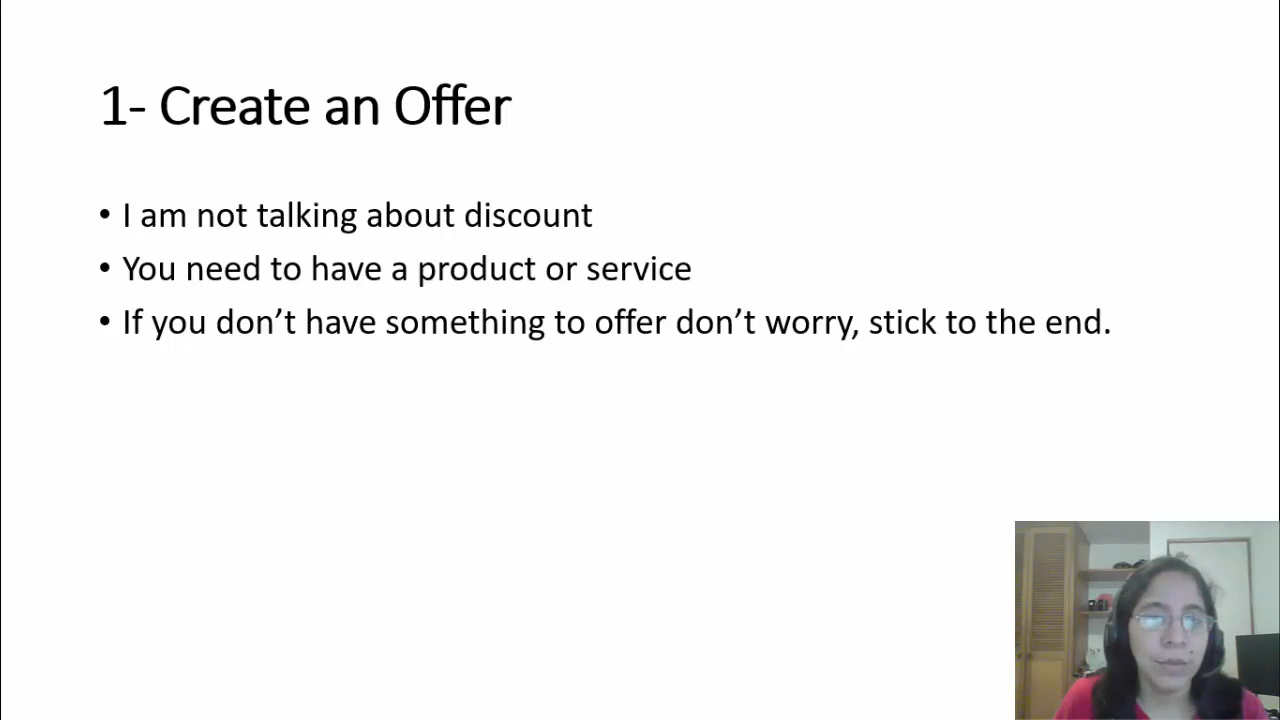 1- Create an Offer
• I am not talking about discount
• You need to have a product or service
• If you don’t have something to offer don’t worry, stick to the end.